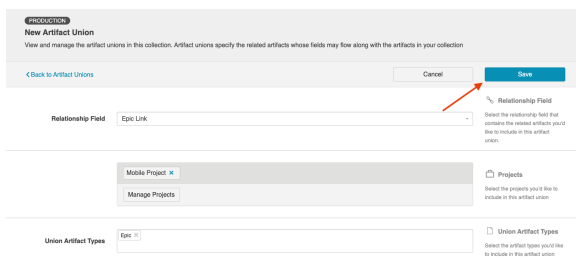 PRODUCTION
New Artifact Union
View and manage the artifact unions in this collection. Artifact unions specify the related artifacts whose fields may flow along with the artifacts in your collection
Back to Artifact Unions
Cancel
Save
Relationship Field
Epic Link
Relationship Field
Select the relationship field that
contains the related artifacts you'd
like to include in this artifact
union.
Mobile Project ×
Manage Projects
Projects
Select the projects you'd like to
include in this artifact union
Union Artifact Types
Epic ×
Union Artifact Types
Select the artifact types you'd like
to include in this artifact union